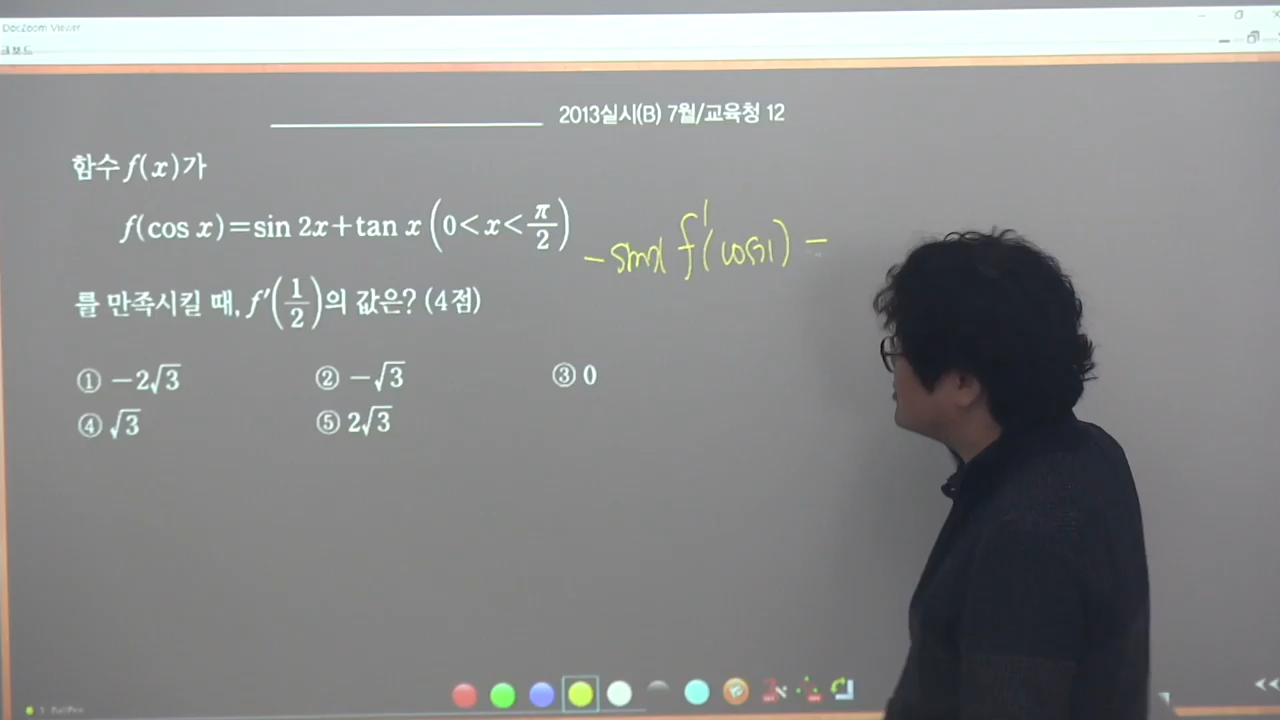 DocZoom Viewer
2013실시(B) 7월/교육청 12
함수 f(x)가
f(cos x)=sin 2x+tan x (0<x<π/2)
-sinx f'(cosx) =
를 만족시킬 때, f'(1/2)의 값은? (4점)
① -2√3 ② -√3 ③ 0
④ √3 ⑤ 2√3